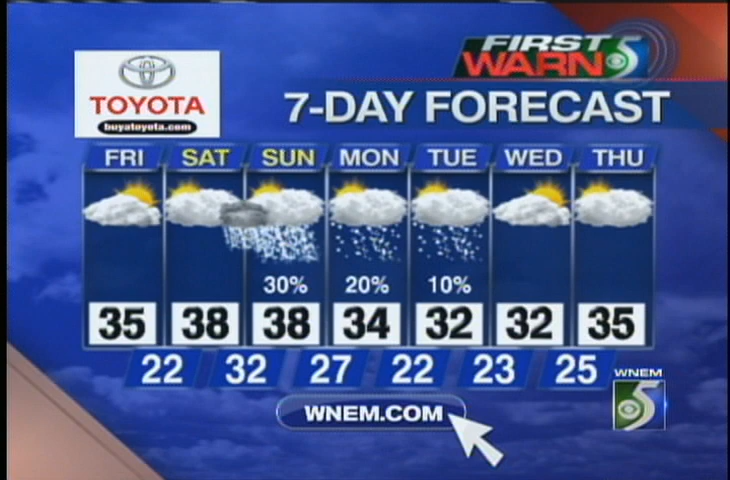 FIRST
WARN 5
TOYOTA
buyatoyota.com
7-DAY FORECAST
FRI SAT SUN MON TUE WED THU
30% 20% 10%
35 38 38 34 32 32 35
22 32 27 22 23 25
WNEM
5
WNEM.COM